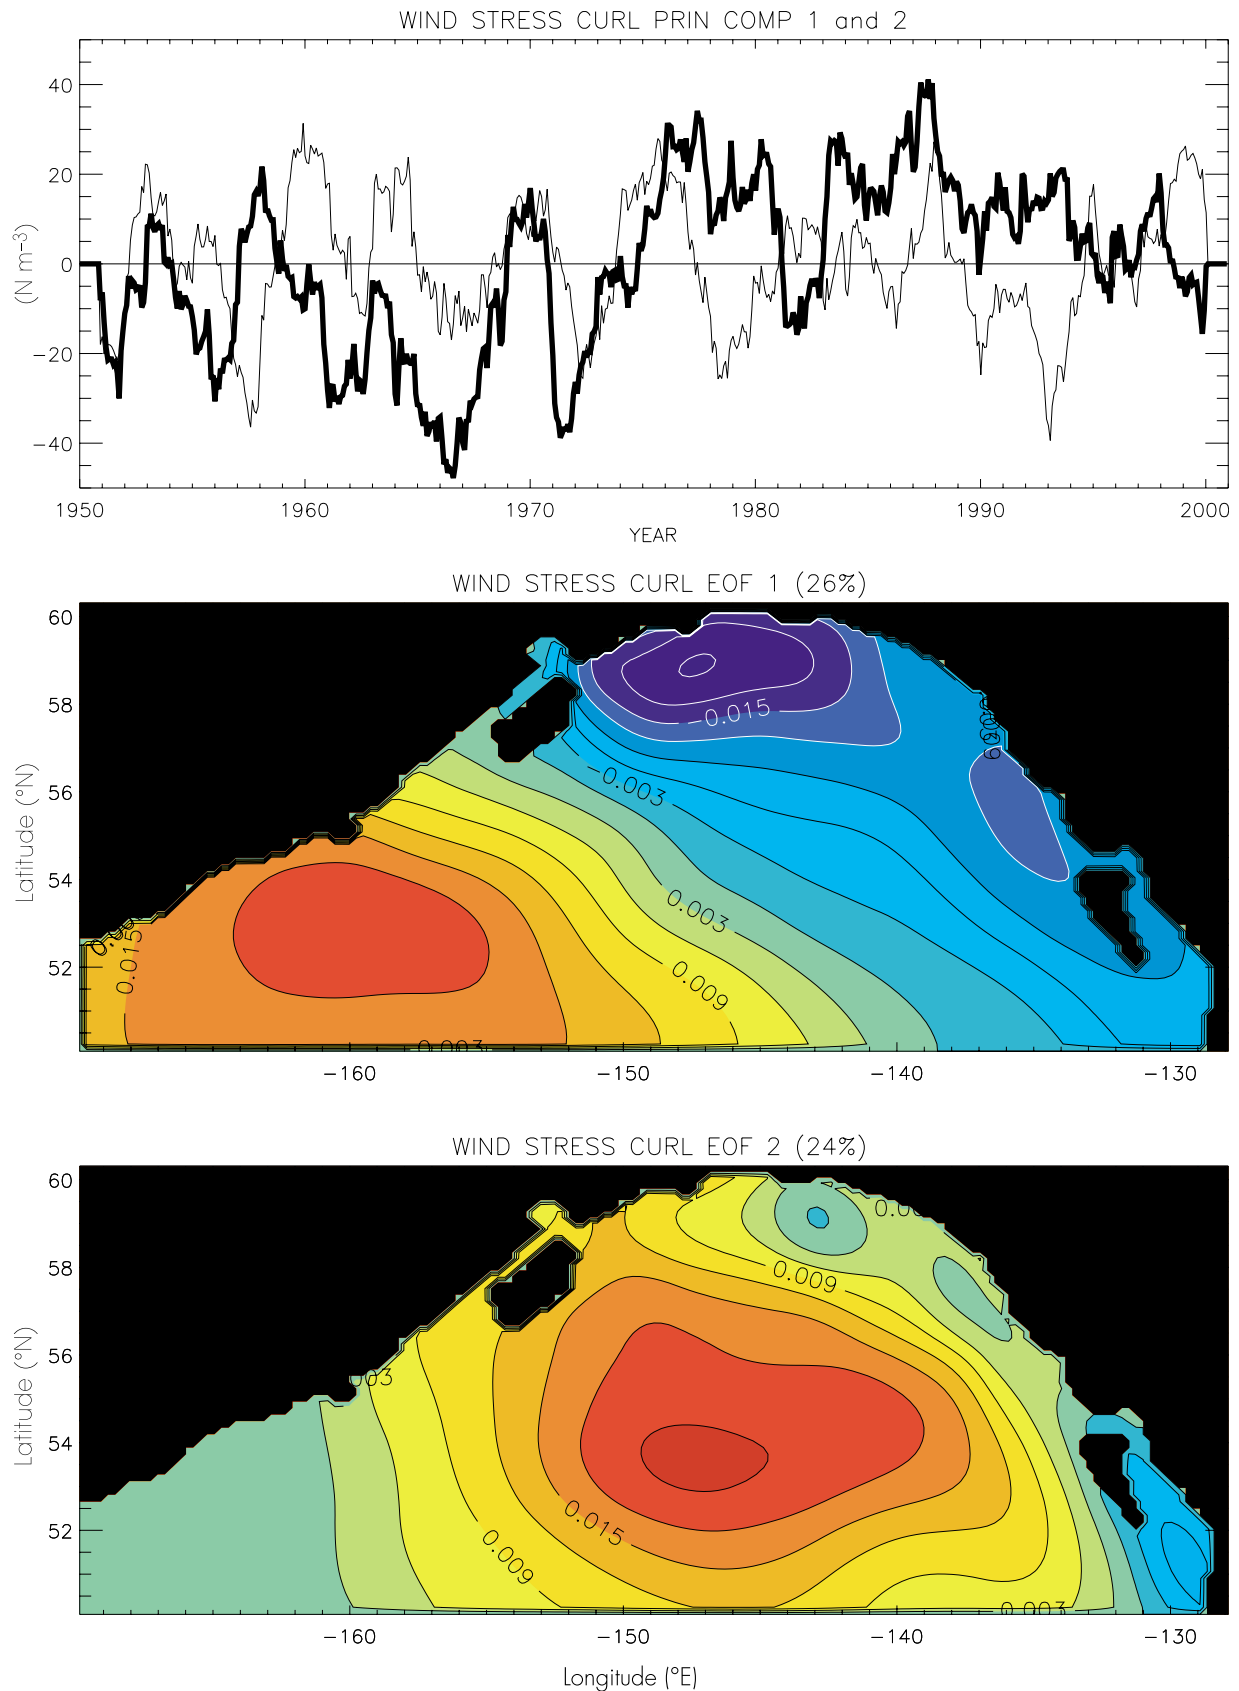 WIND STRESS CURL PRIN COMP 1 and 2
(N m-3)
40
20
0
-20
-40
1950 1960 1970 1980 1990 2000
YEAR
WIND STRESS CURL EOF 1 (26%)
Latitude (°N)
60
58
56
54
52
-0.015
-0.003
0.003
0.009
0.015
0.003
-160 -150 -140 -130
WIND STRESS CURL EOF 2 (24%)
Latitude (°N)
60
58
56
54
52
0.009
0.015
0.009
0.003
-160 -150 -140 -130
Longitude (°E)